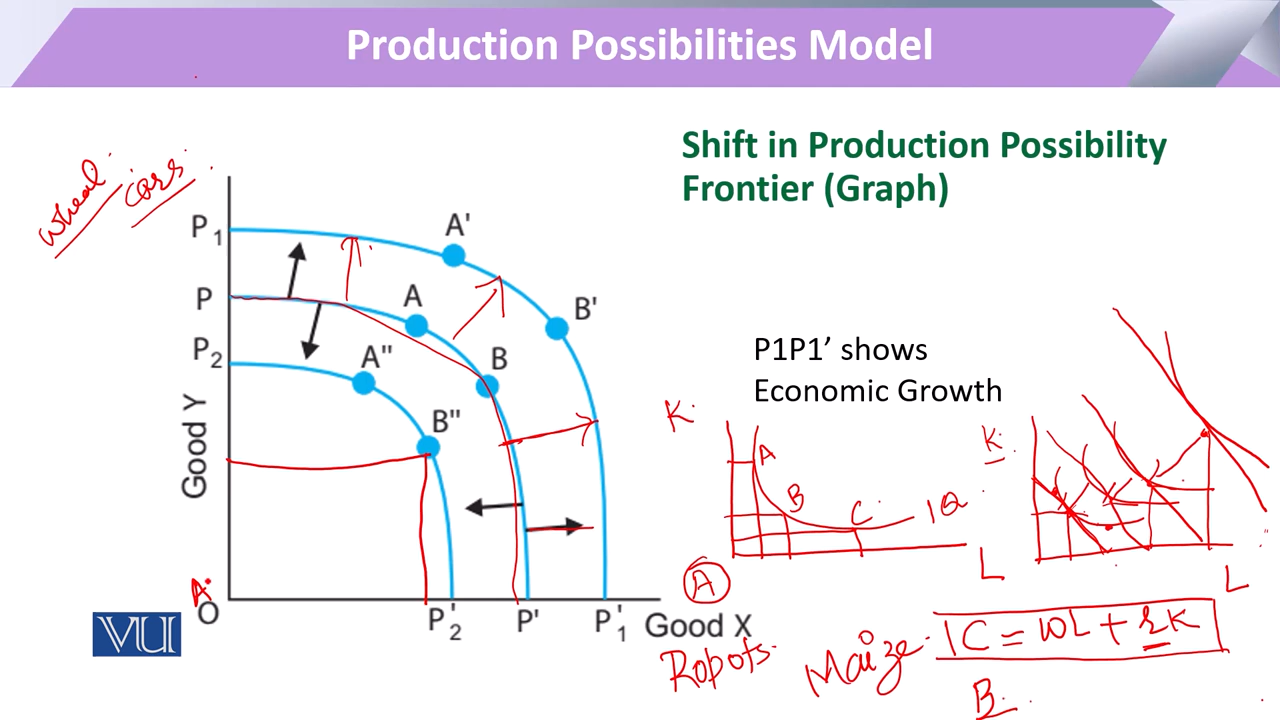 Production Possibilities Model
Shift in Production Possibility
Frontier (Graph)
wheat
cars
P1
P
P2
A'
A
A"
B'
B
B"
Good Y
P1P1’ shows
Economic Growth
K
A
B
C
IQ
L
K
L
A
O
P'2
P'
P'1
Good X
VU
A
Robots
Maize
IC = wL + rK
B